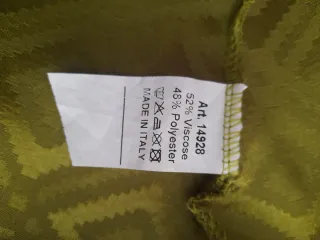 Art. 14928
52% Viscose
48% Polyester
MADE IN ITALY